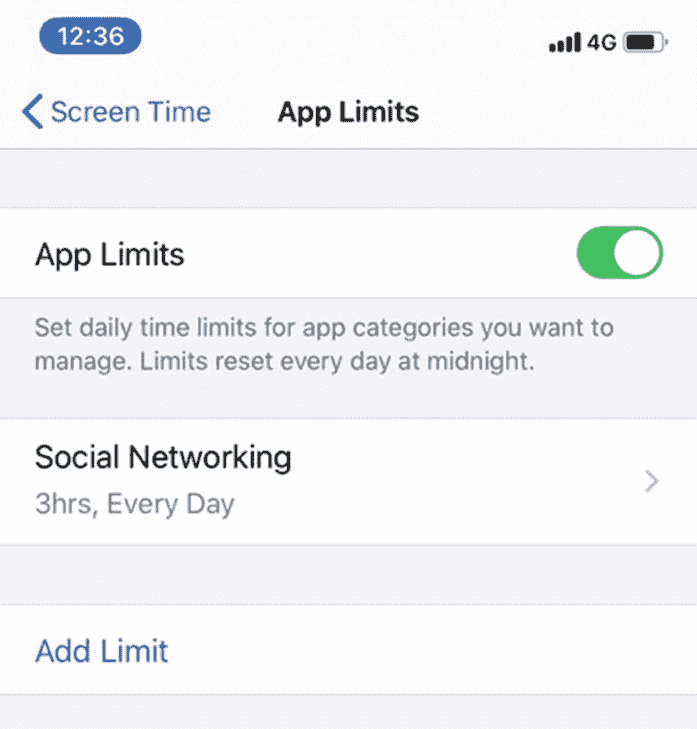 12:36
4G
Screen Time
App Limits
App Limits
Set daily time limits for app categories you want to
manage. Limits reset every day at midnight.
Social Networking
3hrs, Every Day
Add Limit